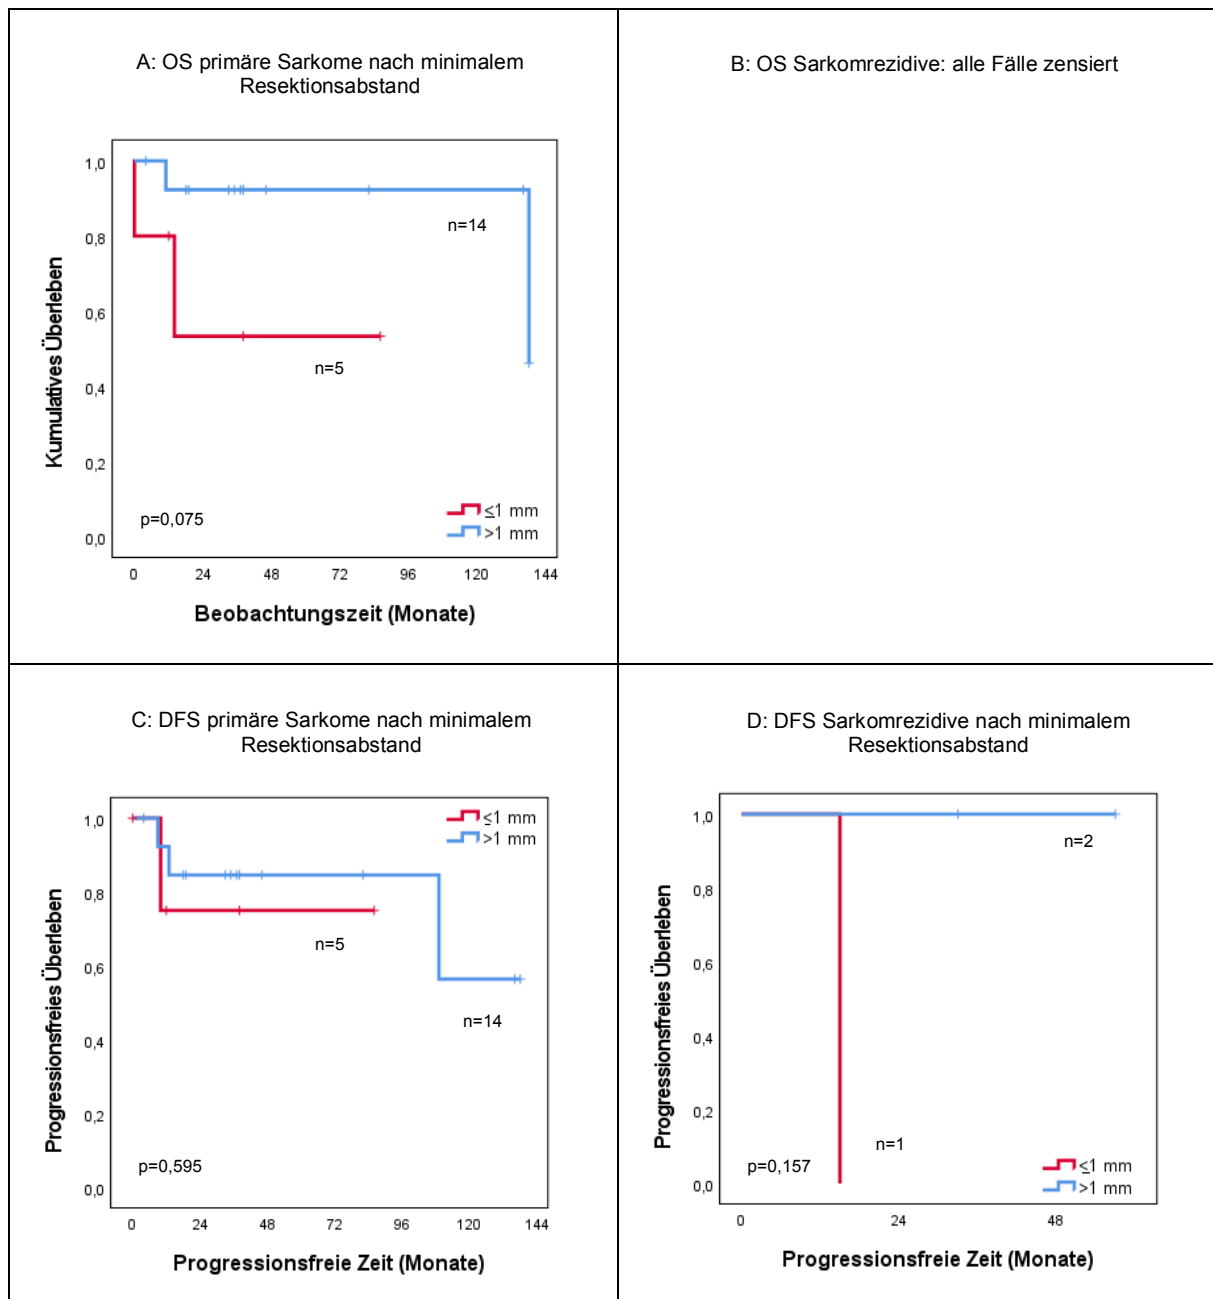 A: OS primäre Sarkome nach minimalem
Resektionsabstand
Kumulatives Überleben
1,0
0,8
0,6
0,4
0,2
0,0
n=14
n=5
p=0,075
≤1 mm
>1 mm
0 24 48 72 96 120 144
Beobachtungszeit (Monate)
B: OS Sarkomrezidive: alle Fälle zensiert
C: DFS primäre Sarkome nach minimalem
Resektionsabstand
Progressionsfreies Überleben
≤1 mm
>1 mm
1,0
0,8
0,6
0,4
0,2
0,0
n=5
n=14
p=0,595
0 24 48 72 96 120 144
Progressionsfreie Zeit (Monate)
D: DFS Sarkomrezidive nach minimalem
Resektionsabstand
Progressionsfreies Überleben
1,0
0,8
0,6
0,4
0,2
0,0
n=2
n=1
p=0,157
≤1 mm
>1 mm
0 24 48
Progressionsfreie Zeit (Monate)